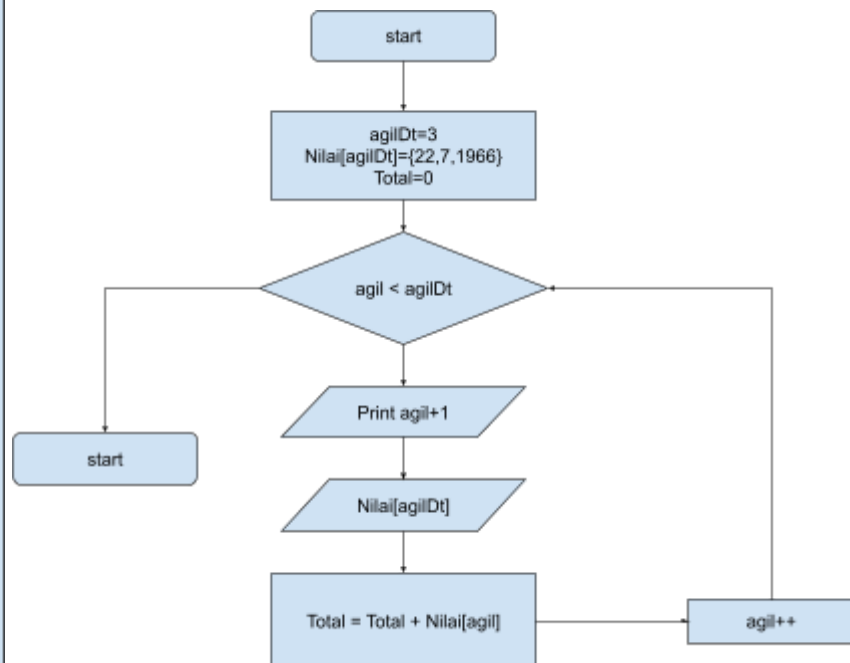 start
agilDt=3
Nilai[agilDt]={22,7,1966}
Total=0
agil < agilDt
Print agil+1
start
Nilai[agilDt]
Total = Total + Nilai[agil]
agil++